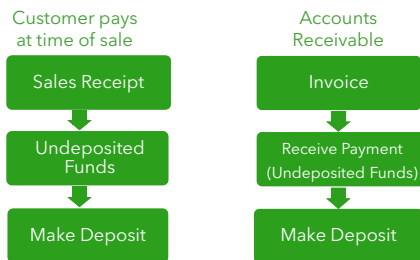 Customer pays
at time of sale
Sales Receipt
Undeposited
Funds
Make Deposit
Accounts
Receivable
Invoice
Receive Payment
(Undeposited Funds)
Make Deposit